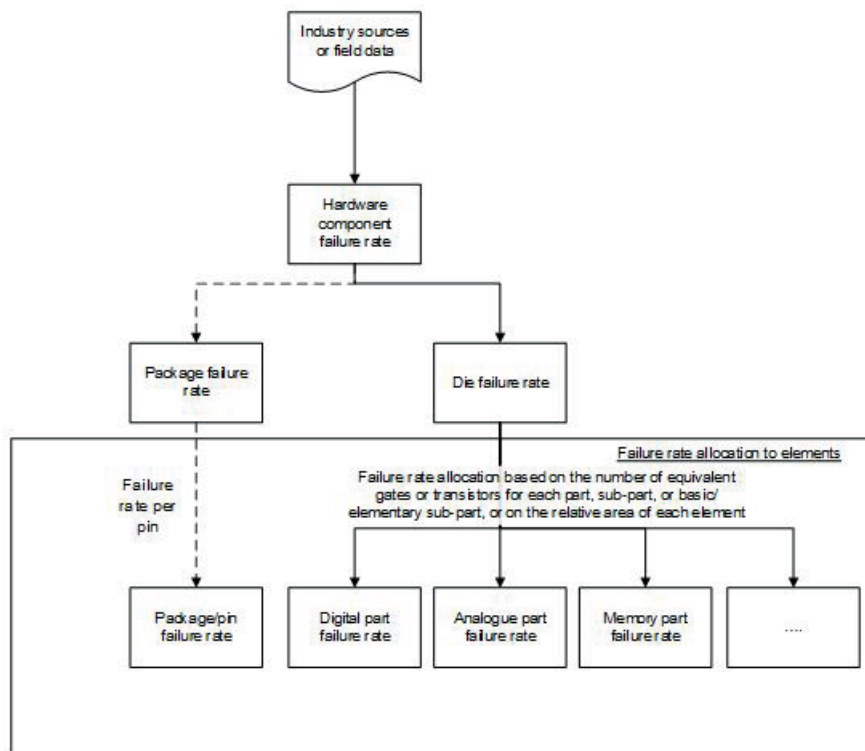 Industry sources
or field data
Hardware
component
failure rate
Package failure
rate
Die failure rate
Failure rate allocation to elements
Failure
rate per
pin
Failure rate allocation based on the number of equivalent
gates or transistors for each part, sub-part, or basic/
elementary sub-part, or on the relative area of each element
Package/pin
failure rate
Digital part
failure rate
Analogue part
failure rate
Memory part
failure rate
....